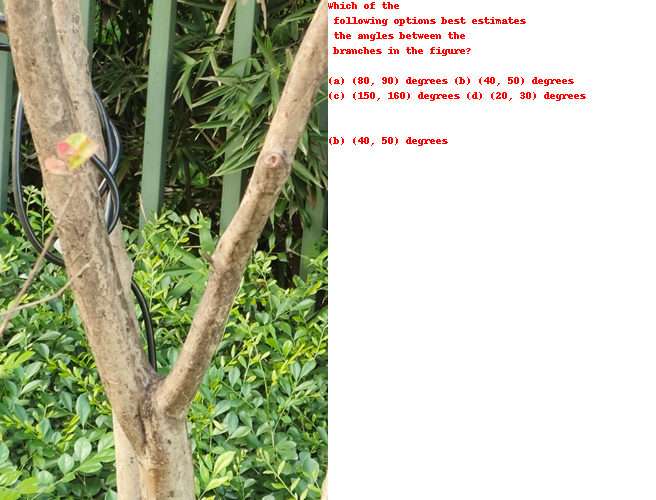 Which of the
following options best estimates
the angles between the
branches in the figure?
(a) (80, 90) degrees (b) (40, 50) degrees
(c) (150, 160) degrees (d) (20, 30) degrees
(b) (40, 50) degrees